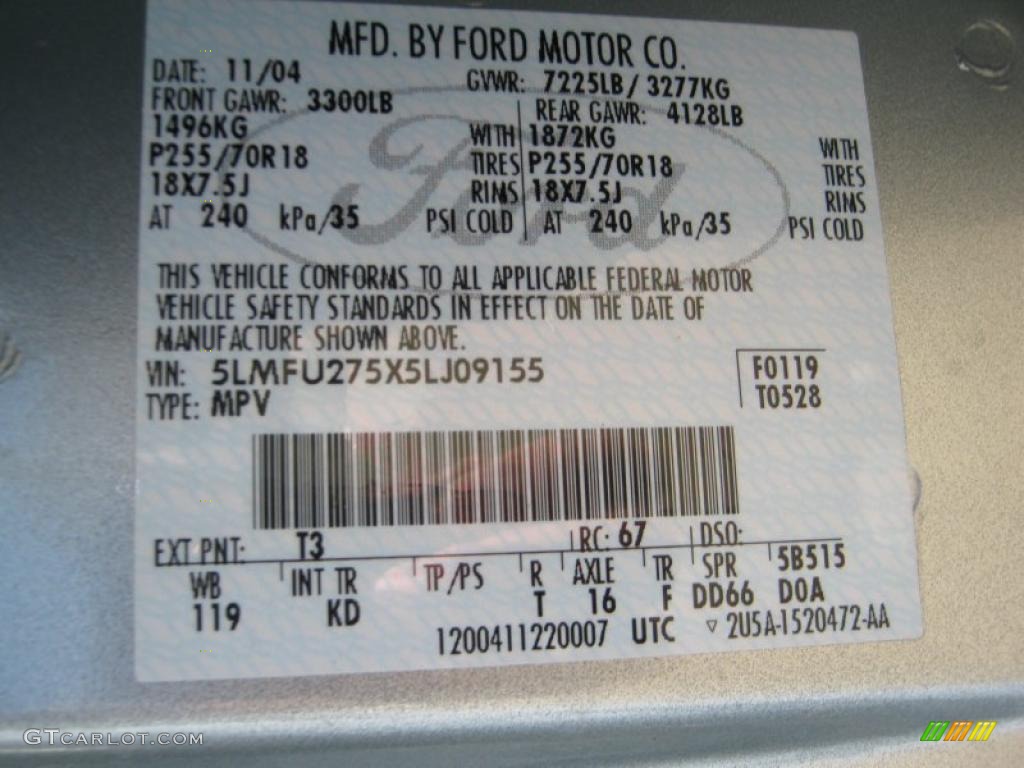 MFD. BY FORD MOTOR CO.
DATE: 11/04 GVWR: 7225LB/ 3277KG
FRONT GAWR: 3300LB REAR GAWR: 4128LB
1496KG WITH 1872KG WITH
P255/70R18 TIRES P255/70R18 TIRES
18X7.5J RIMS 18X7.5J RIMS
AT 240 kPa/35 PSI COLD AT 240 kPa/35 PSI COLD
Ford
THIS VEHICLE CONFORMS TO ALL APPLICABLE FEDERAL MOTOR
VEHICLE SAFETY STANDARDS IN EFFECT ON THE DATE OF
MANUFACTURE SHOWN ABOVE.
VIN: 5LMFU275X5LJ09155 F0119
TYPE: MPV T0528
EXT PNT: T3 RC: 67 DSO:
WB INT TR TP/PS R AXLE TR SPR 5B515
119 KD T 16 F DD66 D0A
1200411220007 UTC ▽ 2U5A-1520472-AA
GTCARLOT.COM